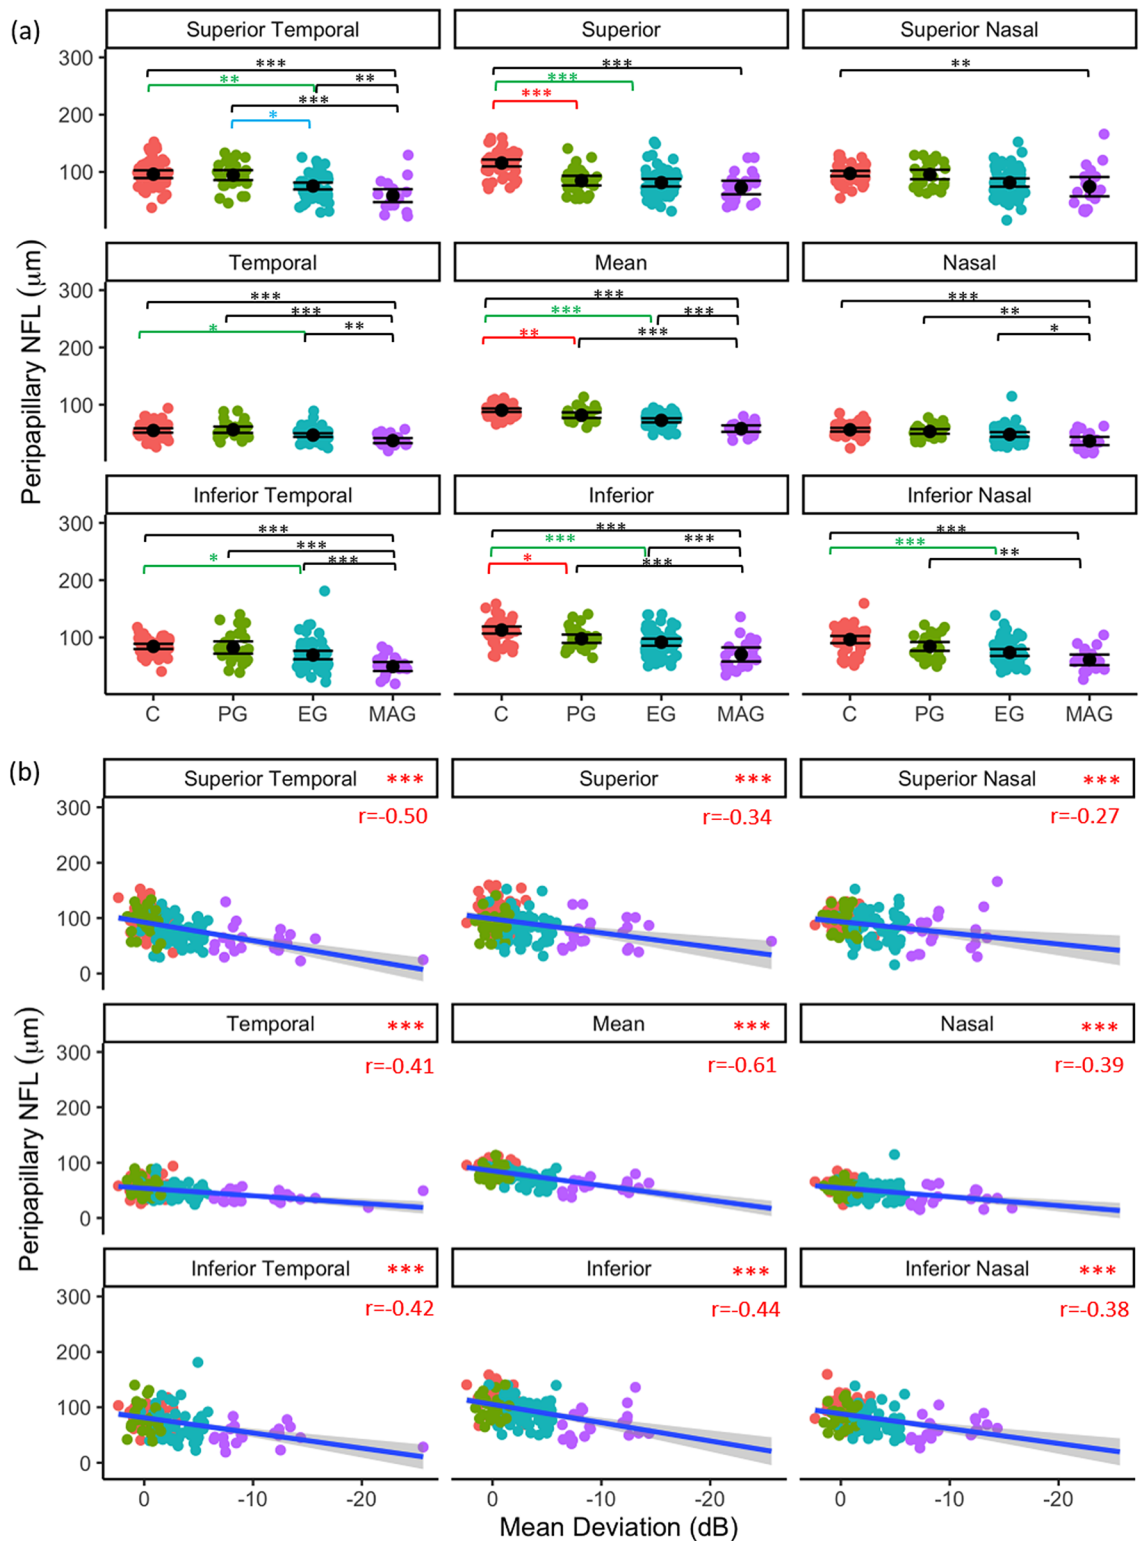 (a)
Superior Temporal
Superior
Superior Nasal
300
200
100
***
**
**
***
*
***
***
***
**
Temporal
Mean
Nasal
300
200
100
***
***
*
**
***
***
***
**
***
***
**
*
Inferior Temporal
Inferior
Inferior Nasal
300
200
100
***
***
*
***
***
***
***
*
***
***
***
**
C
PG
EG
MAG
C
PG
EG
MAG
C
PG
EG
MAG
Peripapillary NFL (μm)
(b)
Superior Temporal ***
Superior ***
Superior Nasal ***
r=-0.50
r=-0.34
r=-0.27
300
200
100
0
Temporal ***
Mean ***
Nasal ***
r=-0.41
r=-0.61
r=-0.39
300
200
100
0
Inferior Temporal ***
Inferior ***
Inferior Nasal ***
r=-0.42
r=-0.44
r=-0.38
300
200
100
0
0
-10
-20
0
-10
-20
0
-10
-20
Peripapillary NFL (μm)
Mean Deviation (dB)